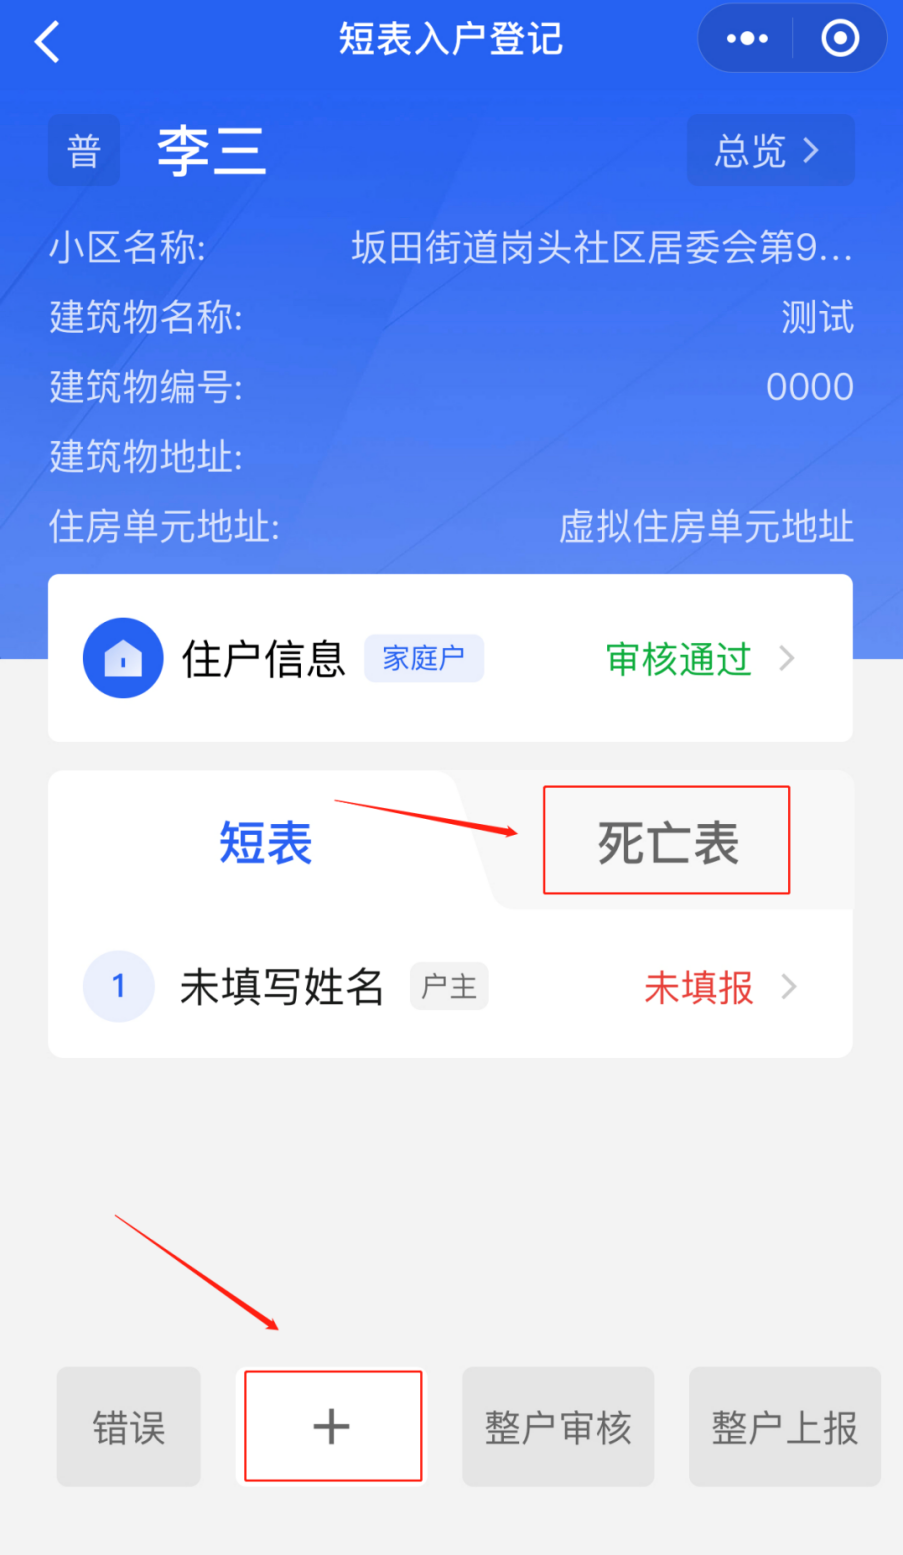 短表入户登记
普 李三 总览
小区名称: 坂田街道岗头社区居委会第9...
建筑物名称: 测试
建筑物编号: 0000
建筑物地址:
住房单元地址: 虚拟住房单元地址
住户信息 家庭户 审核通过
短表 死亡表
1 未填写姓名 户主 未填报
错误 + 整户审核 整户上报